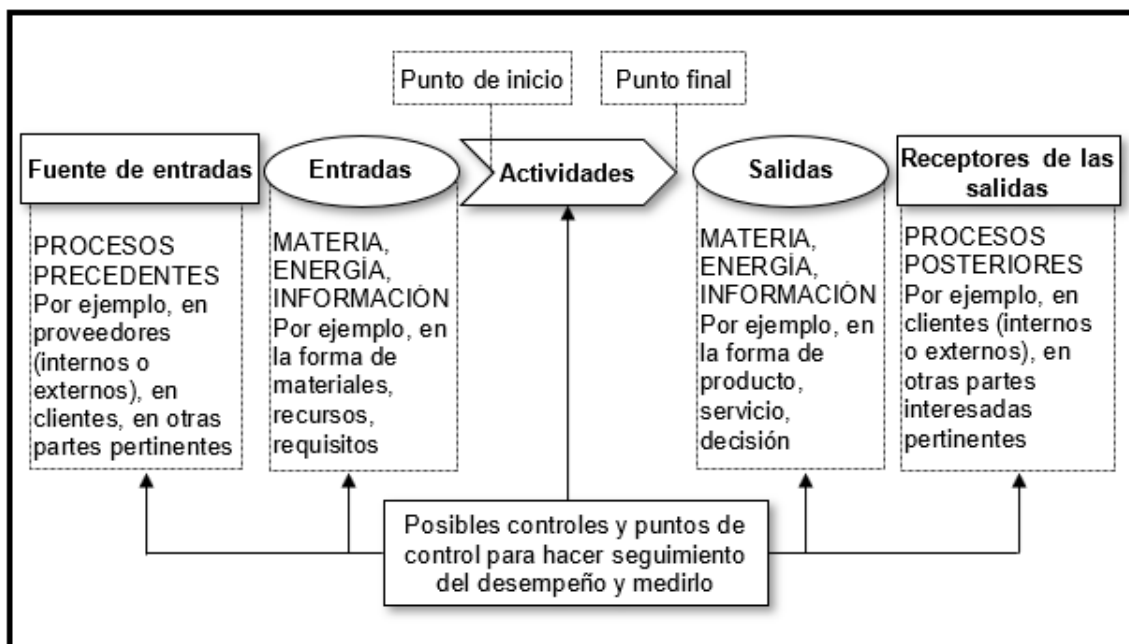 Punto de inicio
Punto final
Fuente de entradas
Entradas
Actividades
Salidas
Receptores de las
salidas
PROCESOS
PRECEDENTES
Por ejemplo, en
proveedores
(internos o
externos), en
clientes, en otras
partes pertinentes
MATERIA,
ENERGÍA,
INFORMACIÓN
Por ejemplo, en
la forma de
materiales,
recursos,
requisitos
MATERIA,
ENERGÍA,
INFORMACIÓN
Por ejemplo, en
la forma de
producto,
servicio,
decisión
PROCESOS
POSTERIORES
Por ejemplo, en
clientes (internos
o externos), en
otras partes
interesadas
pertinentes
Posibles controles y puntos de
control para hacer seguimiento
del desempeño y medirlo